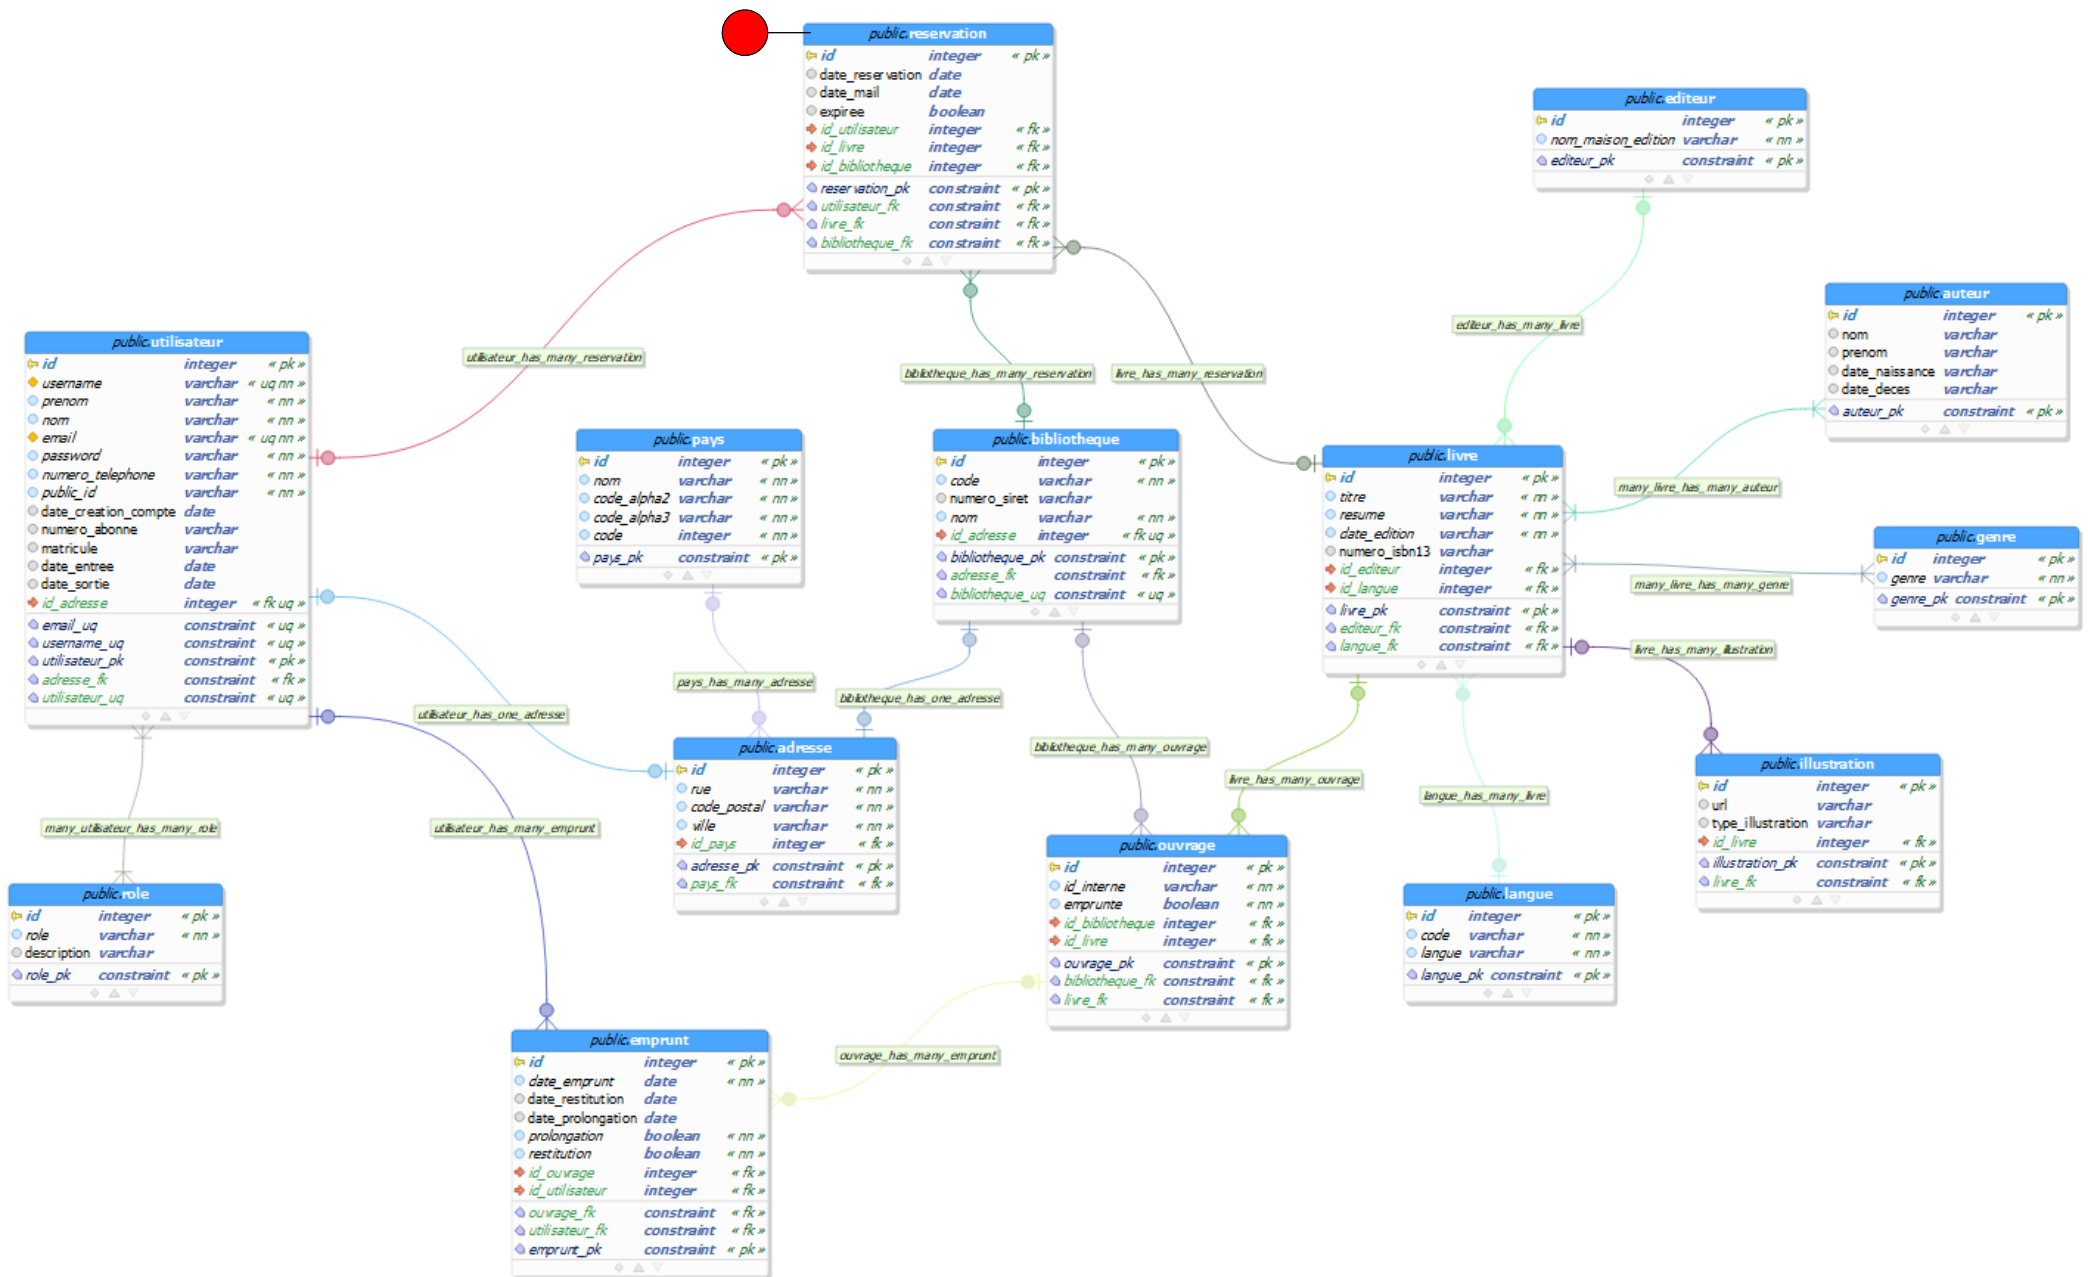 public.reservation
id integer « pk »
date_reservation date
date_mail date
expiree boolean
id_utilisateur integer « fk »
id_livre integer « fk »
id_bibliotheque integer « fk »
reservation_pk constraint « pk »
utilisateur_fk constraint « fk »
livre_fk constraint « fk »
bibliotheque_fk constraint « fk »
public.editeur
id integer « pk »
nom_maison_edition varchar « nn »
editeur_pk constraint « pk »
public.auteur
id integer « pk »
nom varchar
prenom varchar
date_naissance varchar
date_deces varchar
auteur_pk constraint « pk »
editeur_has_many_livre
utilisateur_has_many_reservation
bibliotheque_has_many_reservation
livre_has_many_reservation
public.utilisateur
id integer « pk »
username varchar « uq nn »
prenom varchar « nn »
nom varchar « nn »
email varchar « uq nn »
password varchar « nn »
numero_telephone varchar « nn »
public_id varchar « nn »
date_creation_compte date
numero_abonne varchar
matricule varchar
date_entree date
date_sortie date
id_adresse integer « fk uq »
email_uq constraint « uq »
username_uq constraint « uq »
utilisateur_pk constraint « pk »
adresse_fk constraint « fk »
utilisateur_uq constraint « uq »
public.pays
id integer « pk »
nom varchar « nn »
code_alpha2 varchar « nn »
code_alpha3 varchar « nn »
code integer « nn »
pays_pk constraint « pk »
public.bibliotheque
id integer « pk »
code varchar « nn »
numero_siret varchar
nom varchar « nn »
id_adresse integer « fk uq »
bibliotheque_pk constraint « pk »
adresse_fk constraint « fk »
bibliotheque_uq constraint « uq »
public.livre
id integer « pk »
titre varchar « nn »
resume varchar « nn »
date_edition varchar « nn »
numero_isbn13 varchar
id_editeur integer « fk »
id_langue integer « fk »
livre_pk constraint « pk »
editeur_fk constraint « fk »
langue_fk constraint « fk »
many_livre_has_many_auteur
public.genre
id integer « pk »
genre varchar « nn »
genre_pk constraint « pk »
many_livre_has_many_genre
livre_has_many_illustration
pays_has_many_adresse
bibliotheque_has_one_adresse
utilisateur_has_one_adresse
bibliotheque_has_many_ouvrage
livre_has_many_ouvrage
langue_has_many_livre
public.adresse
id integer « pk »
rue varchar « nn »
code_postal varchar « nn »
ville varchar « nn »
id_pays integer « fk »
adresse_pk constraint « pk »
pays_fk constraint « fk »
public.illustration
id integer « pk »
url varchar
type_illustration varchar
id_livre integer « fk »
illustration_pk constraint « pk »
livre_fk constraint « fk »
many_utilisateur_has_many_role
utilisateur_has_many_emprunt
public.ouvrage
id integer « pk »
id_interne varchar « nn »
emprunte boolean « nn »
id_bibliotheque integer « fk »
id_livre integer « fk »
ouvrage_pk constraint « pk »
bibliotheque_fk constraint « fk »
livre_fk constraint « fk »
public.role
id integer « pk »
role varchar « nn »
description varchar
role_pk constraint « pk »
public.langue
id integer « pk »
code varchar « nn »
langue varchar « nn »
langue_pk constraint « pk »
ouvrage_has_many_emprunt
public.emprunt
id integer « pk »
date_emprunt date « nn »
date_restitution date
date_prolongation date
prolongation boolean « nn »
restitution boolean « nn »
id_ouvrage integer « fk »
id_utilisateur integer « fk »
ouvrage_fk constraint « fk »
utilisateur_fk constraint « fk »
emprunt_pk constraint « pk »